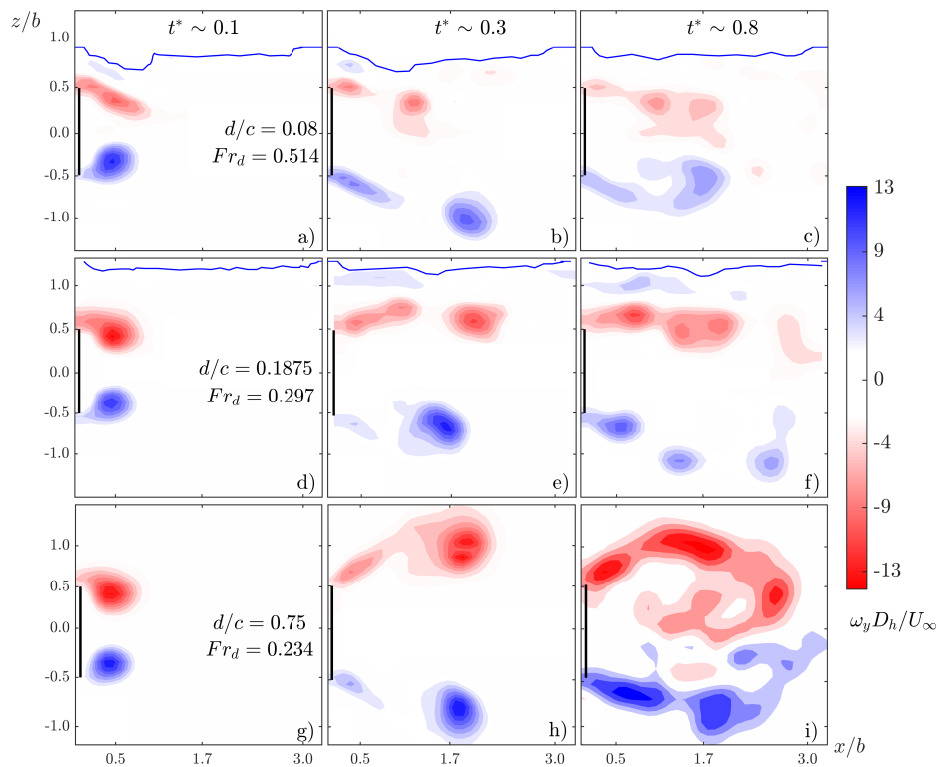 z/b
t* ∼ 0.1
t* ∼ 0.3
t* ∼ 0.8
1.0
0.5
0.0
-0.5
-1.0
d/c = 0.08
Fr_d = 0.514
a)
b)
c)
1.0
0.5
0.0
-0.5
-1.0
d/c = 0.1875
Fr_d = 0.297
d)
e)
f)
1.0
0.5
0.0
-0.5
-1.0
d/c = 0.75
Fr_d = 0.234
g)
h)
i)
0.5 1.7 3.0
0.5 1.7 3.0
0.5 1.7 3.0
x/b
13
9
4
0
-4
-9
-13
ω_y D_h/U_∞